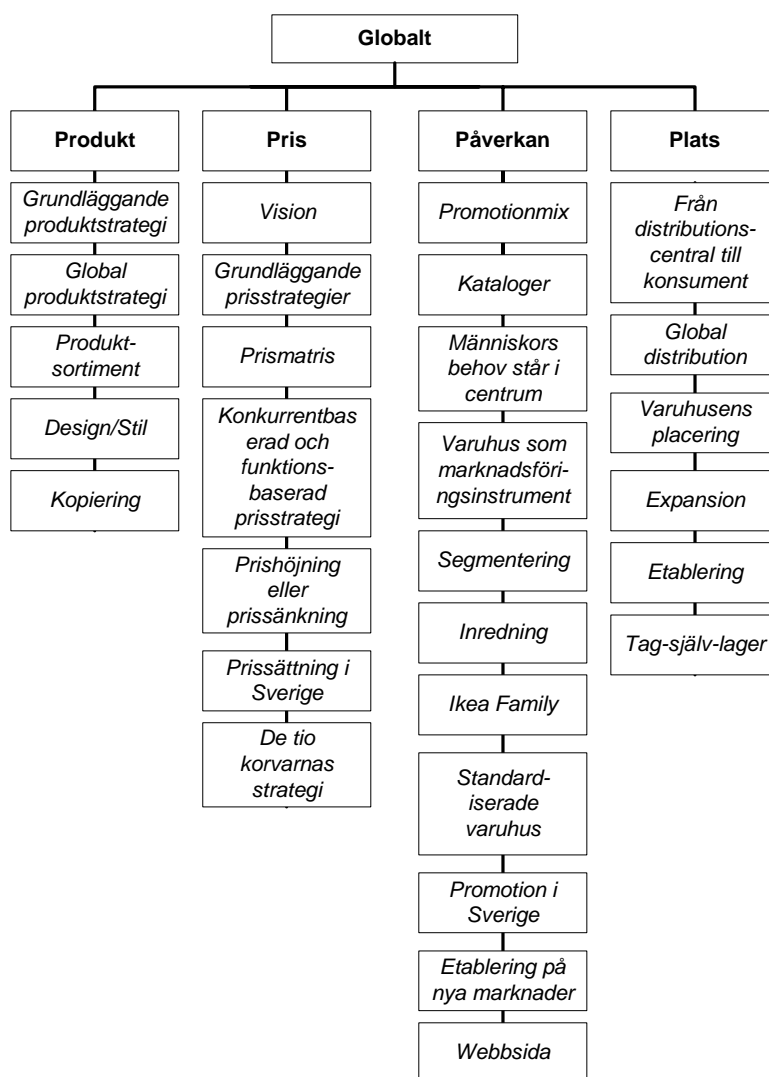 Globalt
Produkt
Grundläggande
produktstrategi
Global
produktstrategi
Produkt-
sortiment
Design/Stil
Kopiering
Pris
Vision
Grundläggande
prisstrategier
Prismatris
Konkurrentbas
erad och
funktions-
baserad
prisstrategi
Prishöjning
eller
prissänkning
Prissättning i
Sverige
De tio
korvarnas
strategi
Påverkan
Promotionmix
Kataloger
Människors
behov står i
centrum
Varuhus som
marknadsföri-
ngsinstrument
Segmentering
Inredning
Ikea Family
Standard-
iserade
varuhus
Promotion i
Sverige
Etablering på
nya marknader
Webbsida
Plats
Från
distributions-
central till
konsument
Global
distribution
Varuhusens
placering
Expansion
Etablering
Tag-själv-lager